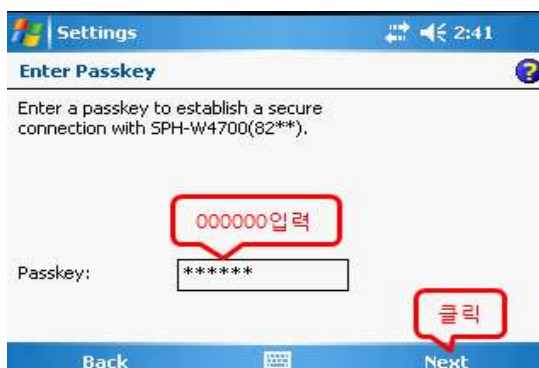 Settings 2:41
Enter Passkey
Enter a passkey to establish a secure
connection with SPH-W4700(82**).
000000입력
Passkey: ******
클릭
Back Next